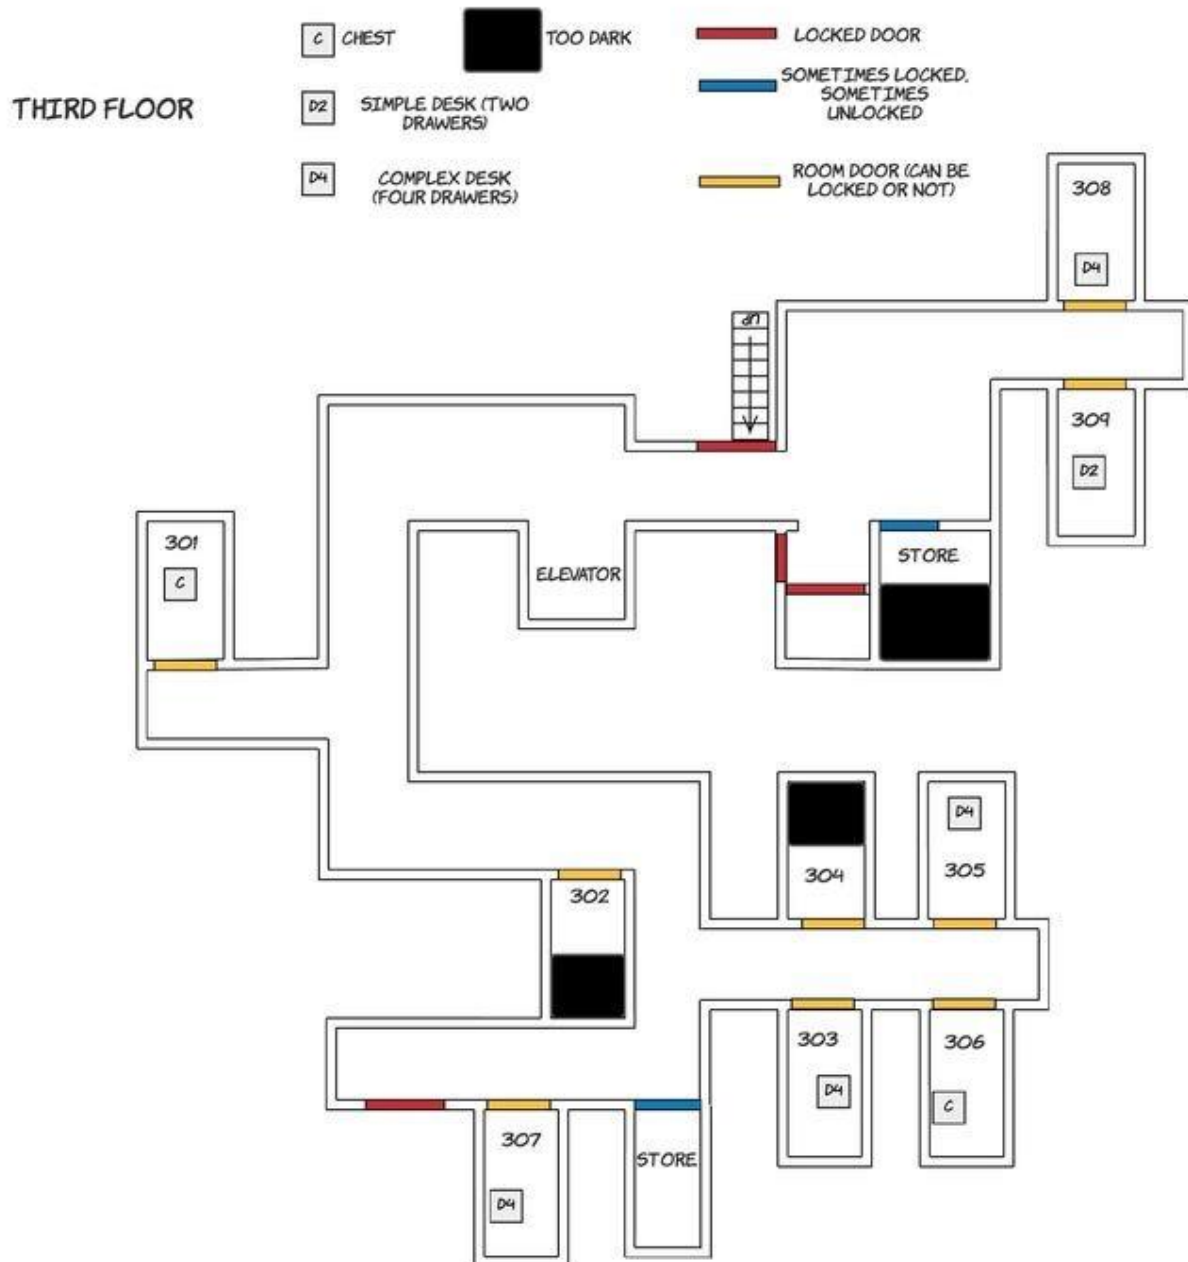 C CHEST
TOO DARK
LOCKED DOOR
THIRD FLOOR
D2 SIMPLE DESK (TWO
DRAWERS)
SOMETIMES LOCKED,
SOMETIMES
UNLOCKED
D4 COMPLEX DESK
(FOUR DRAWERS)
ROOM DOOR (CAN BE
LOCKED OR NOT)
308
D4
UP
309
D2
301
C
ELEVATOR
STORE
302
304
D4
305
303
D4
306
C
307
D4
STORE